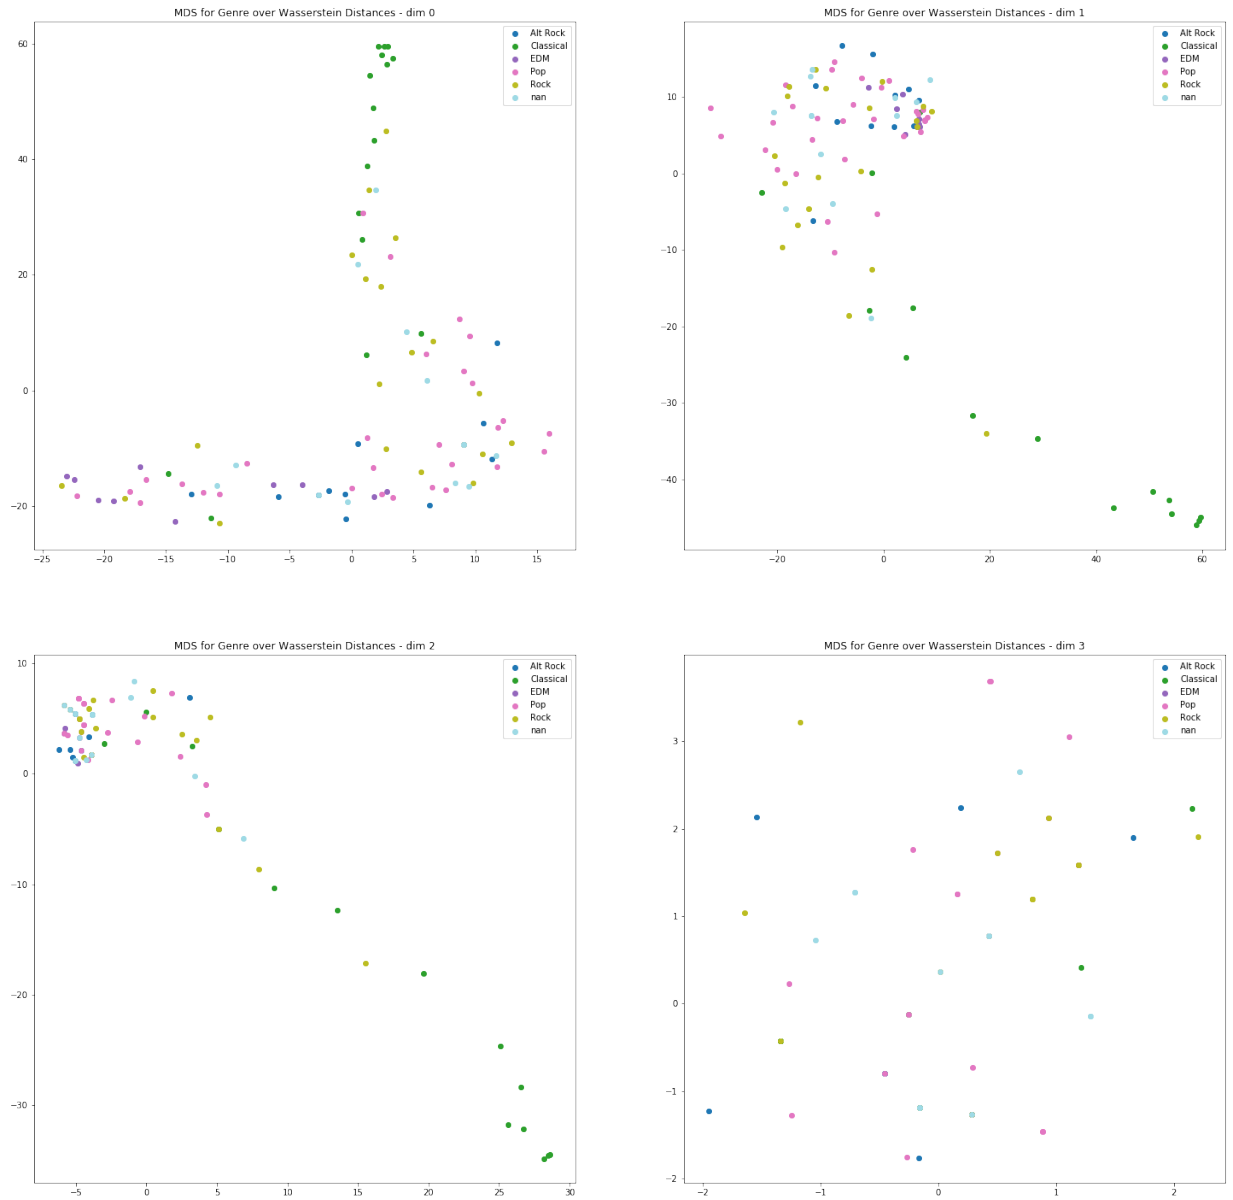 MDS for Genre over Wasserstein Distances - dim 0
60
40
20
0
−20
−25
−20
−15
−10
−5
0
5
10
15
Alt Rock
Classical
EDM
Pop
Rock
nan
MDS for Genre over Wasserstein Distances - dim 1
10
0
−10
−20
−30
−40
−20
0
20
40
60
Alt Rock
Classical
EDM
Pop
Rock
nan
MDS for Genre over Wasserstein Distances - dim 2
10
0
−10
−20
−30
−5
0
5
10
15
20
25
30
Alt Rock
Classical
EDM
Pop
Rock
nan
MDS for Genre over Wasserstein Distances - dim 3
3
2
1
0
−1
−2
−2
−1
0
1
2
Alt Rock
Classical
EDM
Pop
Rock
nan